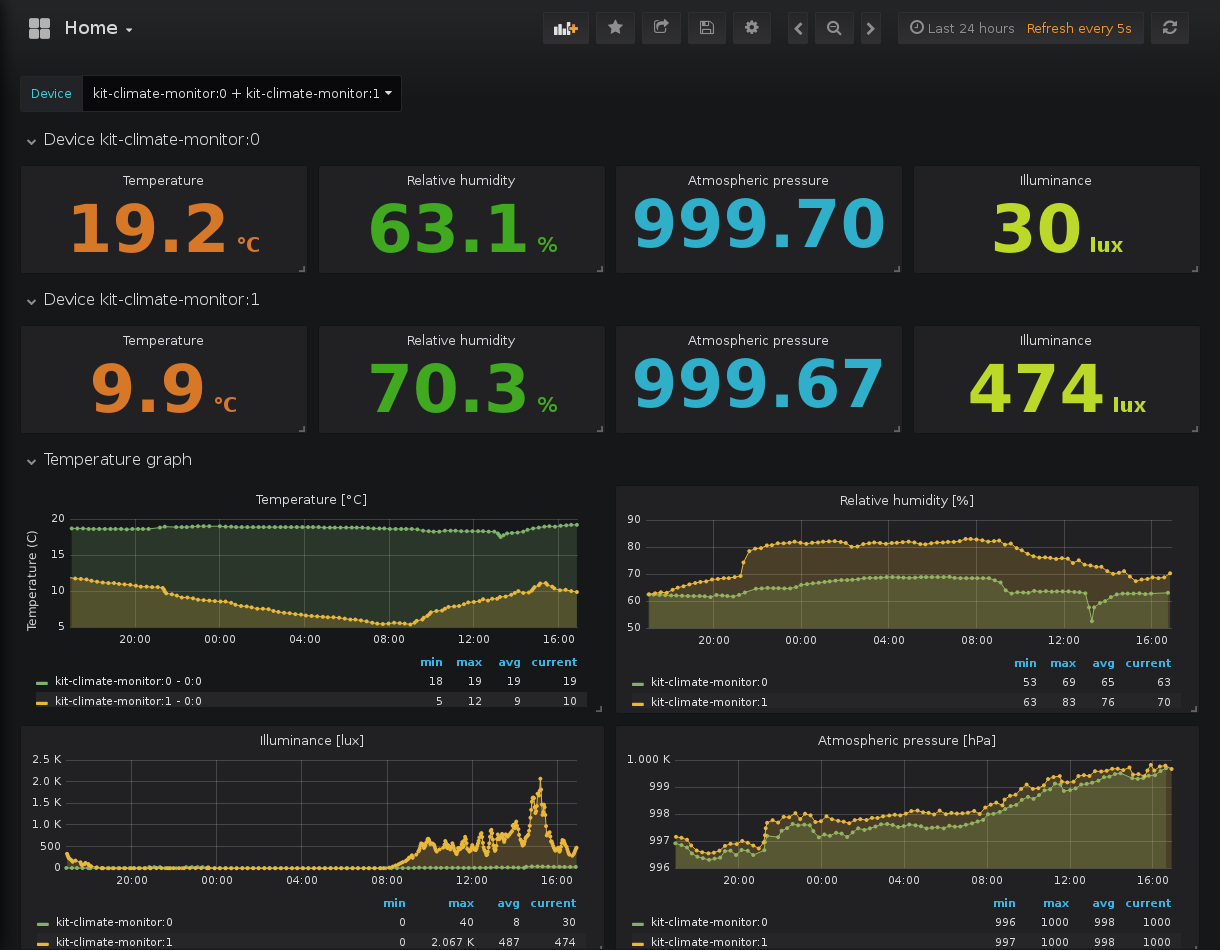 Home
Last 24 hours Refresh every 5s
Device kit-climate-monitor:0 + kit-climate-monitor:1
Device kit-climate-monitor:0
Temperature Relative humidity Atmospheric pressure Illuminance
19.2 °C 63.1 % 999.70 30 lux
Device kit-climate-monitor:1
Temperature Relative humidity Atmospheric pressure Illuminance
9.9 °C 70.3 % 999.67 474 lux
Temperature graph
Temperature [°C]
Temperature (C)
20
15
10
5
20:00 00:00 04:00 08:00 12:00 16:00
min max avg current
kit-climate-monitor:0 - 0:0 18 19 19 19
kit-climate-monitor:1 - 0:0 5 12 9 10
Relative humidity [%]
90
80
70
60
50
20:00 00:00 04:00 08:00 12:00 16:00
min max avg current
kit-climate-monitor:0 53 69 65 63
kit-climate-monitor:1 63 83 76 70
Illuminance [lux]
2.5 K
2.0 K
1.5 K
1.0 K
500
0
20:00 00:00 04:00 08:00 12:00 16:00
min max avg current
kit-climate-monitor:0 0 40 8 30
kit-climate-monitor:1 0 2.067 K 487 474
Atmospheric pressure [hPa]
1.000 K
999
998
997
996
20:00 00:00 04:00 08:00 12:00 16:00
min max avg current
kit-climate-monitor:0 996 1000 998 1000
kit-climate-monitor:1 997 1000 998 1000